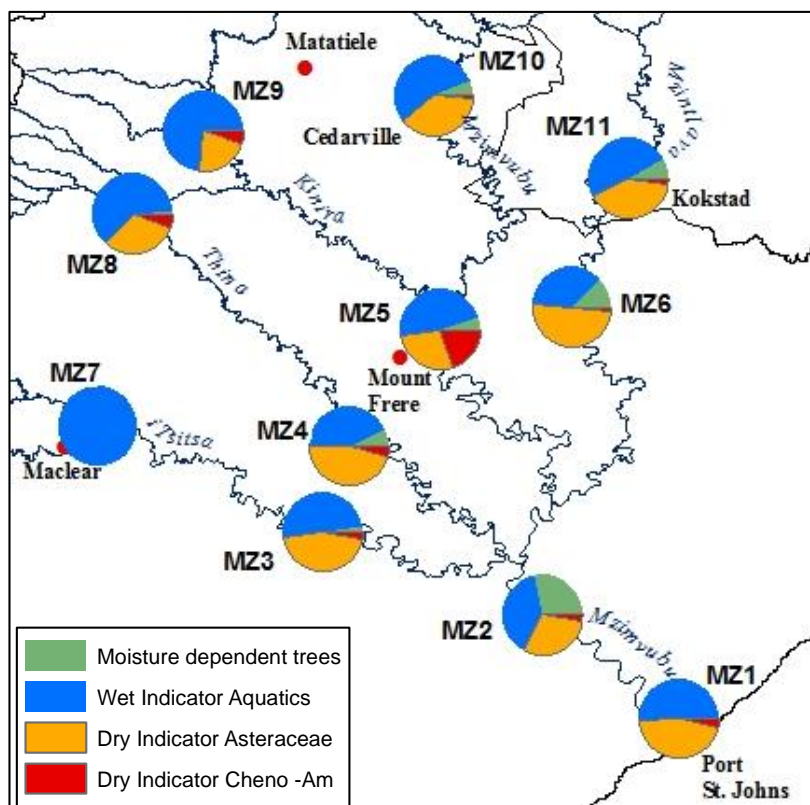 Matatiele
MZ10
MZ9
Mzintlava
Cedarville
Mzimvubu
MZ11
Kokstad
Kinira
MZ8
Thina
MZ5
MZ6
Mount
Frere
MZ7
iTsitsa
Maclear
MZ4
MZ3
MZ2
Mzimvubu
MZ1
Port
St. Johns
Moisture dependent trees
Wet Indicator Aquatics
Dry Indicator Asteraceae
Dry Indicator Cheno -Am